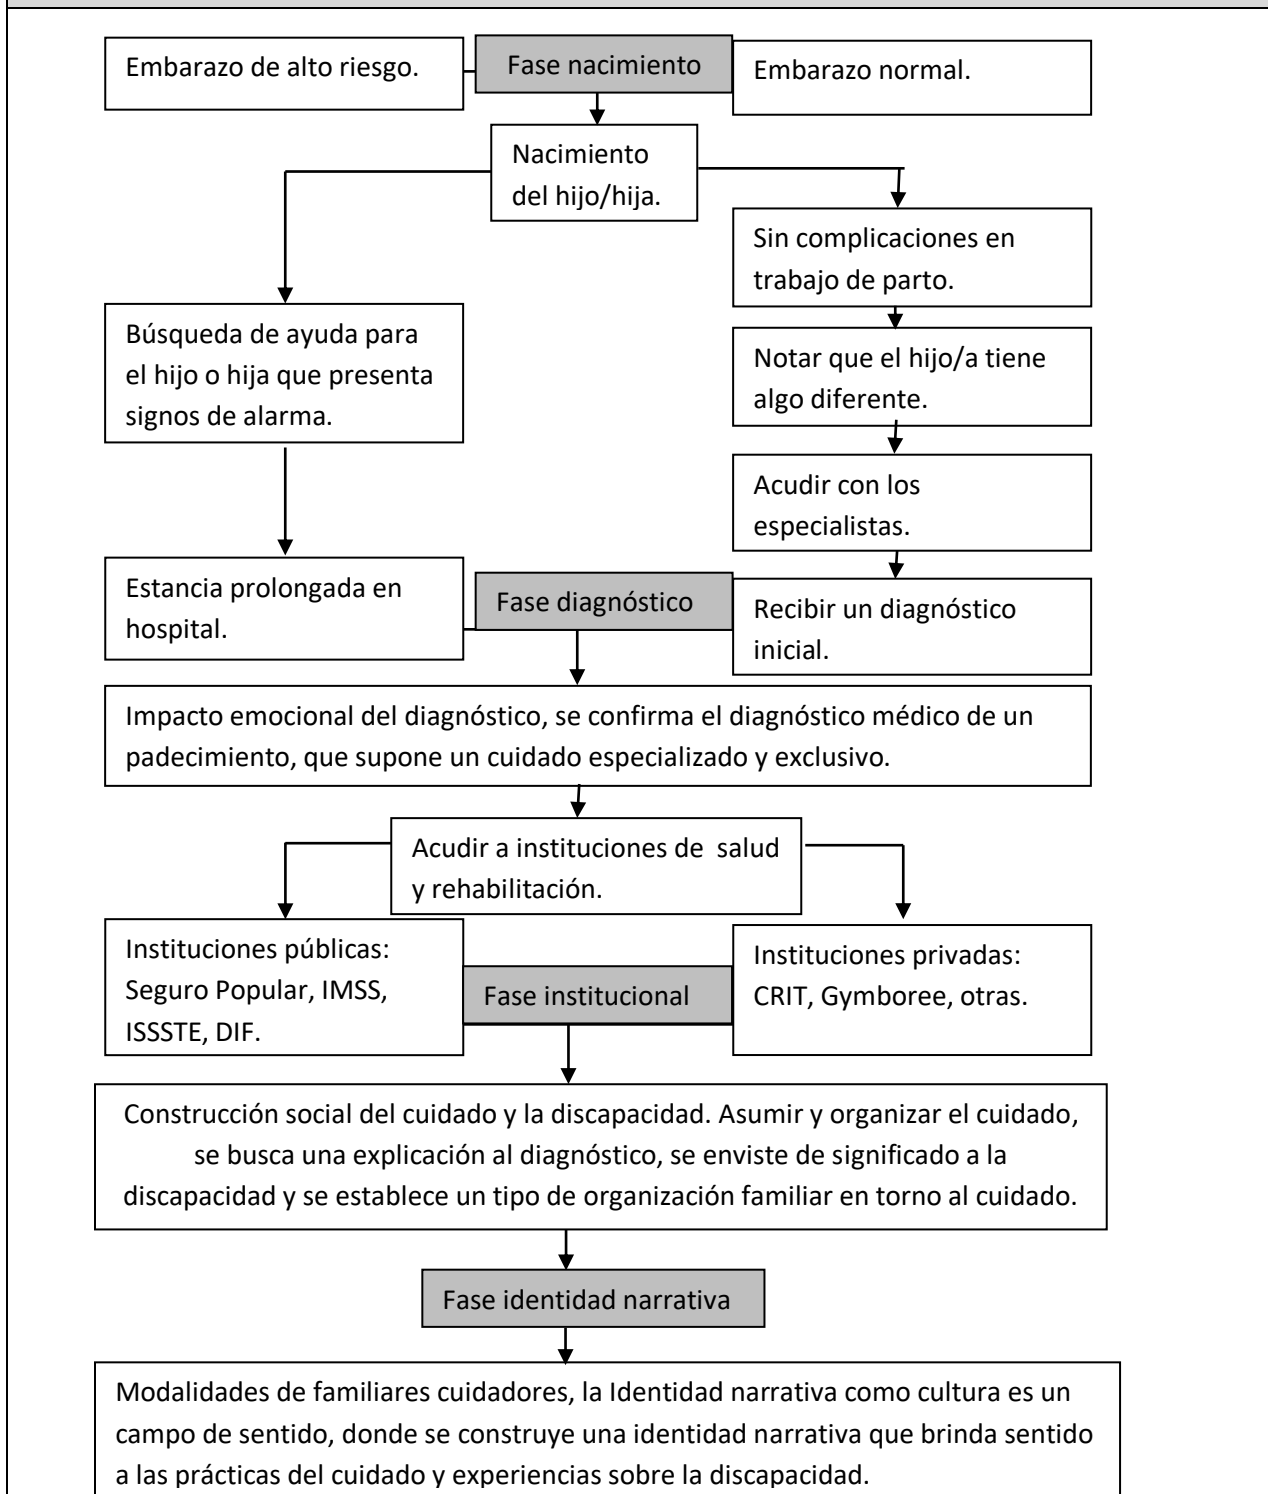 Embarazo de alto riesgo.
Fase nacimiento
Embarazo normal.
Nacimiento
del hijo/hija.
Sin complicaciones en
trabajo de parto.
Búsqueda de ayuda para
el hijo o hija que presenta
signos de alarma.
Notar que el hijo/a tiene
algo diferente.
Acudir con los
especialistas.
Estancia prolongada en
hospital.
Fase diagnóstico
Recibir un diagnóstico
inicial.
Impacto emocional del diagnóstico, se confirma el diagnóstico médico de un
padecimiento, que supone un cuidado especializado y exclusivo.
Acudir a instituciones de salud
y rehabilitación.
Instituciones públicas:
Seguro Popular, IMSS,
ISSSTE, DIF.
Fase institucional
Instituciones privadas:
CRIT, Gymboree, otras.
Construcción social del cuidado y la discapacidad. Asumir y organizar el cuidado,
se busca una explicación al diagnóstico, se enviste de significado a la
discapacidad y se establece un tipo de organización familiar en torno al cuidado.
Fase identidad narrativa
Modalidades de familiares cuidadores, la Identidad narrativa como cultura es un
campo de sentido, donde se construye una identidad narrativa que brinda sentido
a las prácticas del cuidado y experiencias sobre la discapacidad.